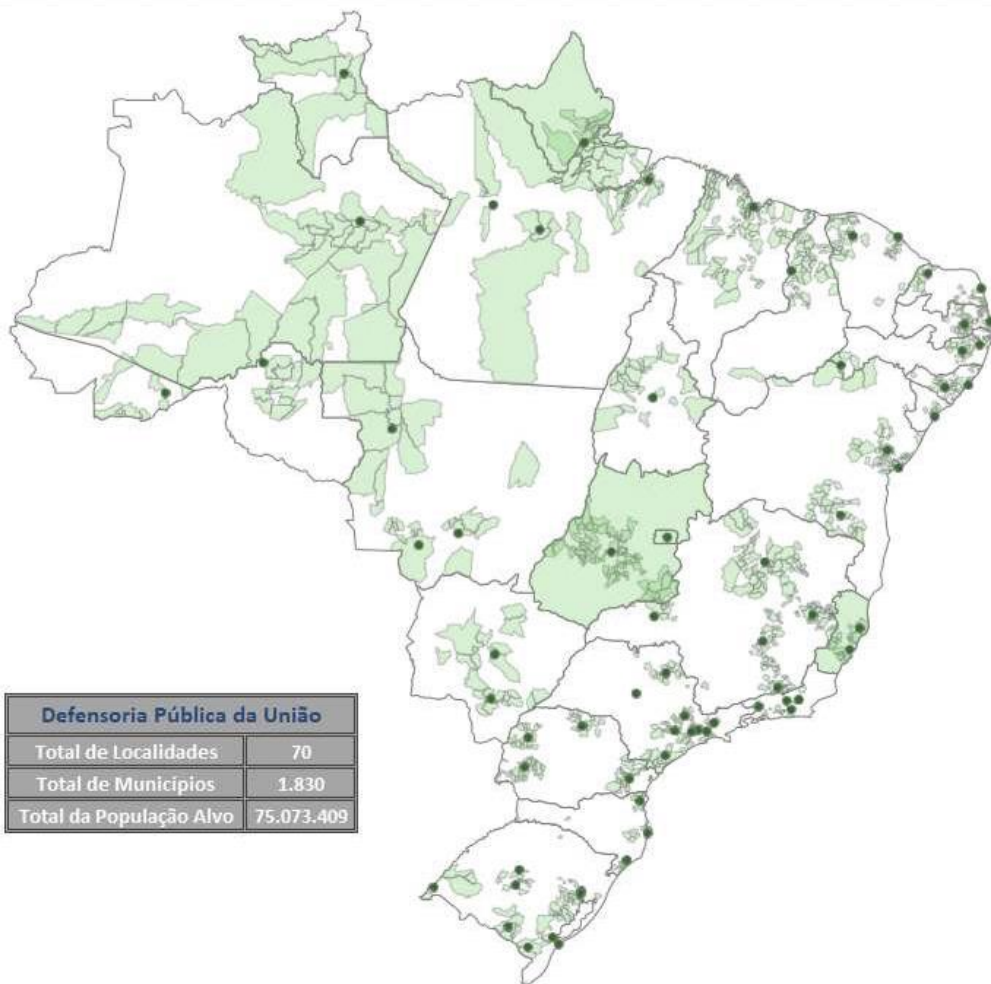 Defensoria Pública da União
Total de Localidades 70
Total de Municípios 1.830
Total da População Alvo 75.073.409